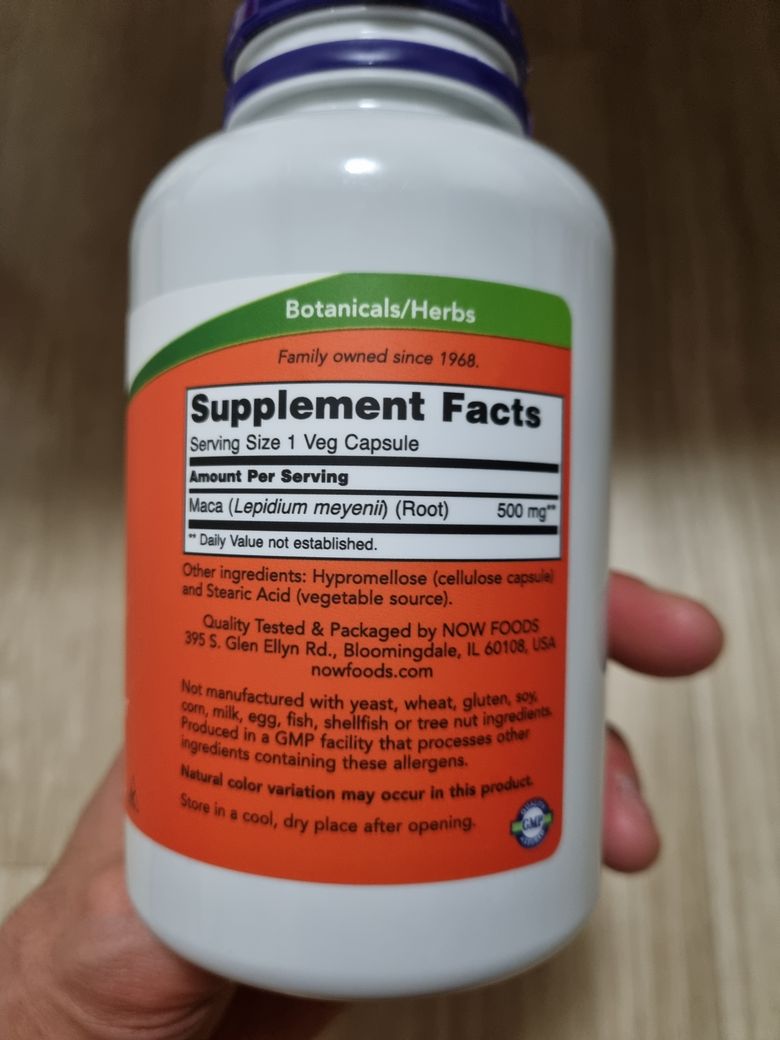 Botanicals/Herbs
Family owned since 1968.
Supplement Facts
Serving Size 1 Veg Capsule
Amount Per Serving
Maca (Lepidium meyenii) (Root) 500 mg**
** Daily Value not established.
Other ingredients: Hypromellose (cellulose capsule)
and Stearic Acid (vegetable source).
Quality Tested & Packaged by NOW FOODS
395 S. Glen Ellyn Rd., Bloomingdale, IL 60108, USA
nowfoods.com
Not manufactured with yeast, wheat, gluten, soy,
corn, milk, egg, fish, shellfish or tree nut ingredients.
Produced in a GMP facility that processes other
ingredients containing these allergens.
Natural color variation may occur in this product.
Store in a cool, dry place after opening.
GMP